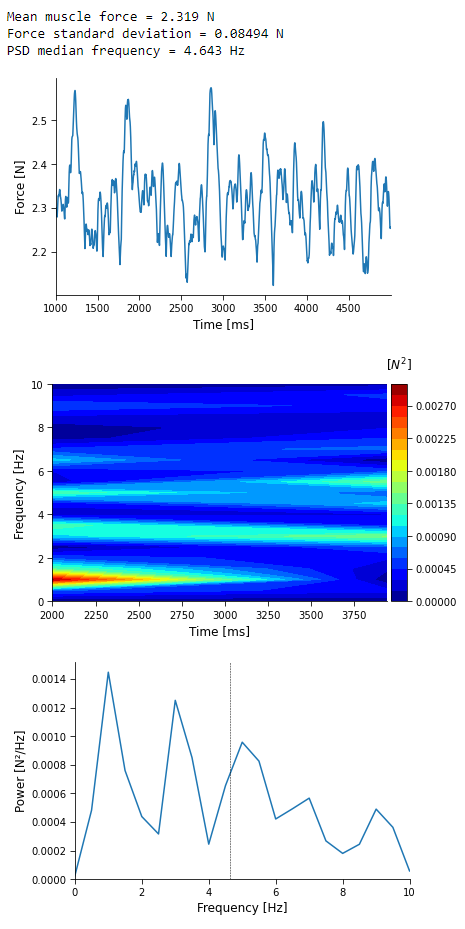 Mean muscle force = 2.319 N
Force standard deviation = 0.08494 N
PSD median frequency = 4.643 Hz
2.5
2.4
2.3
2.2
Force [N]
1000 1500 2000 2500 3000 3500 4000 4500
Time [ms]
[N²]
10
8
6
4
2
0
Frequency [Hz]
0.00270
0.00225
0.00180
0.00135
0.00090
0.00045
0.00000
2000 2250 2500 2750 3000 3250 3500 3750
Time [ms]
0.0014
0.0012
0.0010
0.0008
0.0006
0.0004
0.0002
0.0000
Power [N²/Hz]
0 2 4 6 8 10
Frequency [Hz]